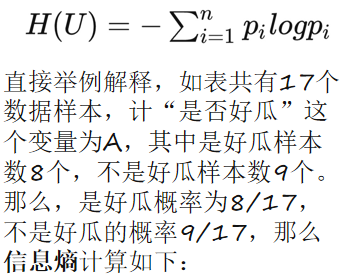 H(U) = − ∑ⁿᵢ₌₁ pᵢlogpᵢ
直接举例解释，如表共有17个
数据样本，计“是否好瓜”这
个变量为A，其中是好瓜样本
数8个，不是好瓜样本数9个。
那么，是好瓜概率为8/17，
不是好瓜的概率9/17，那么
信息熵计算如下：